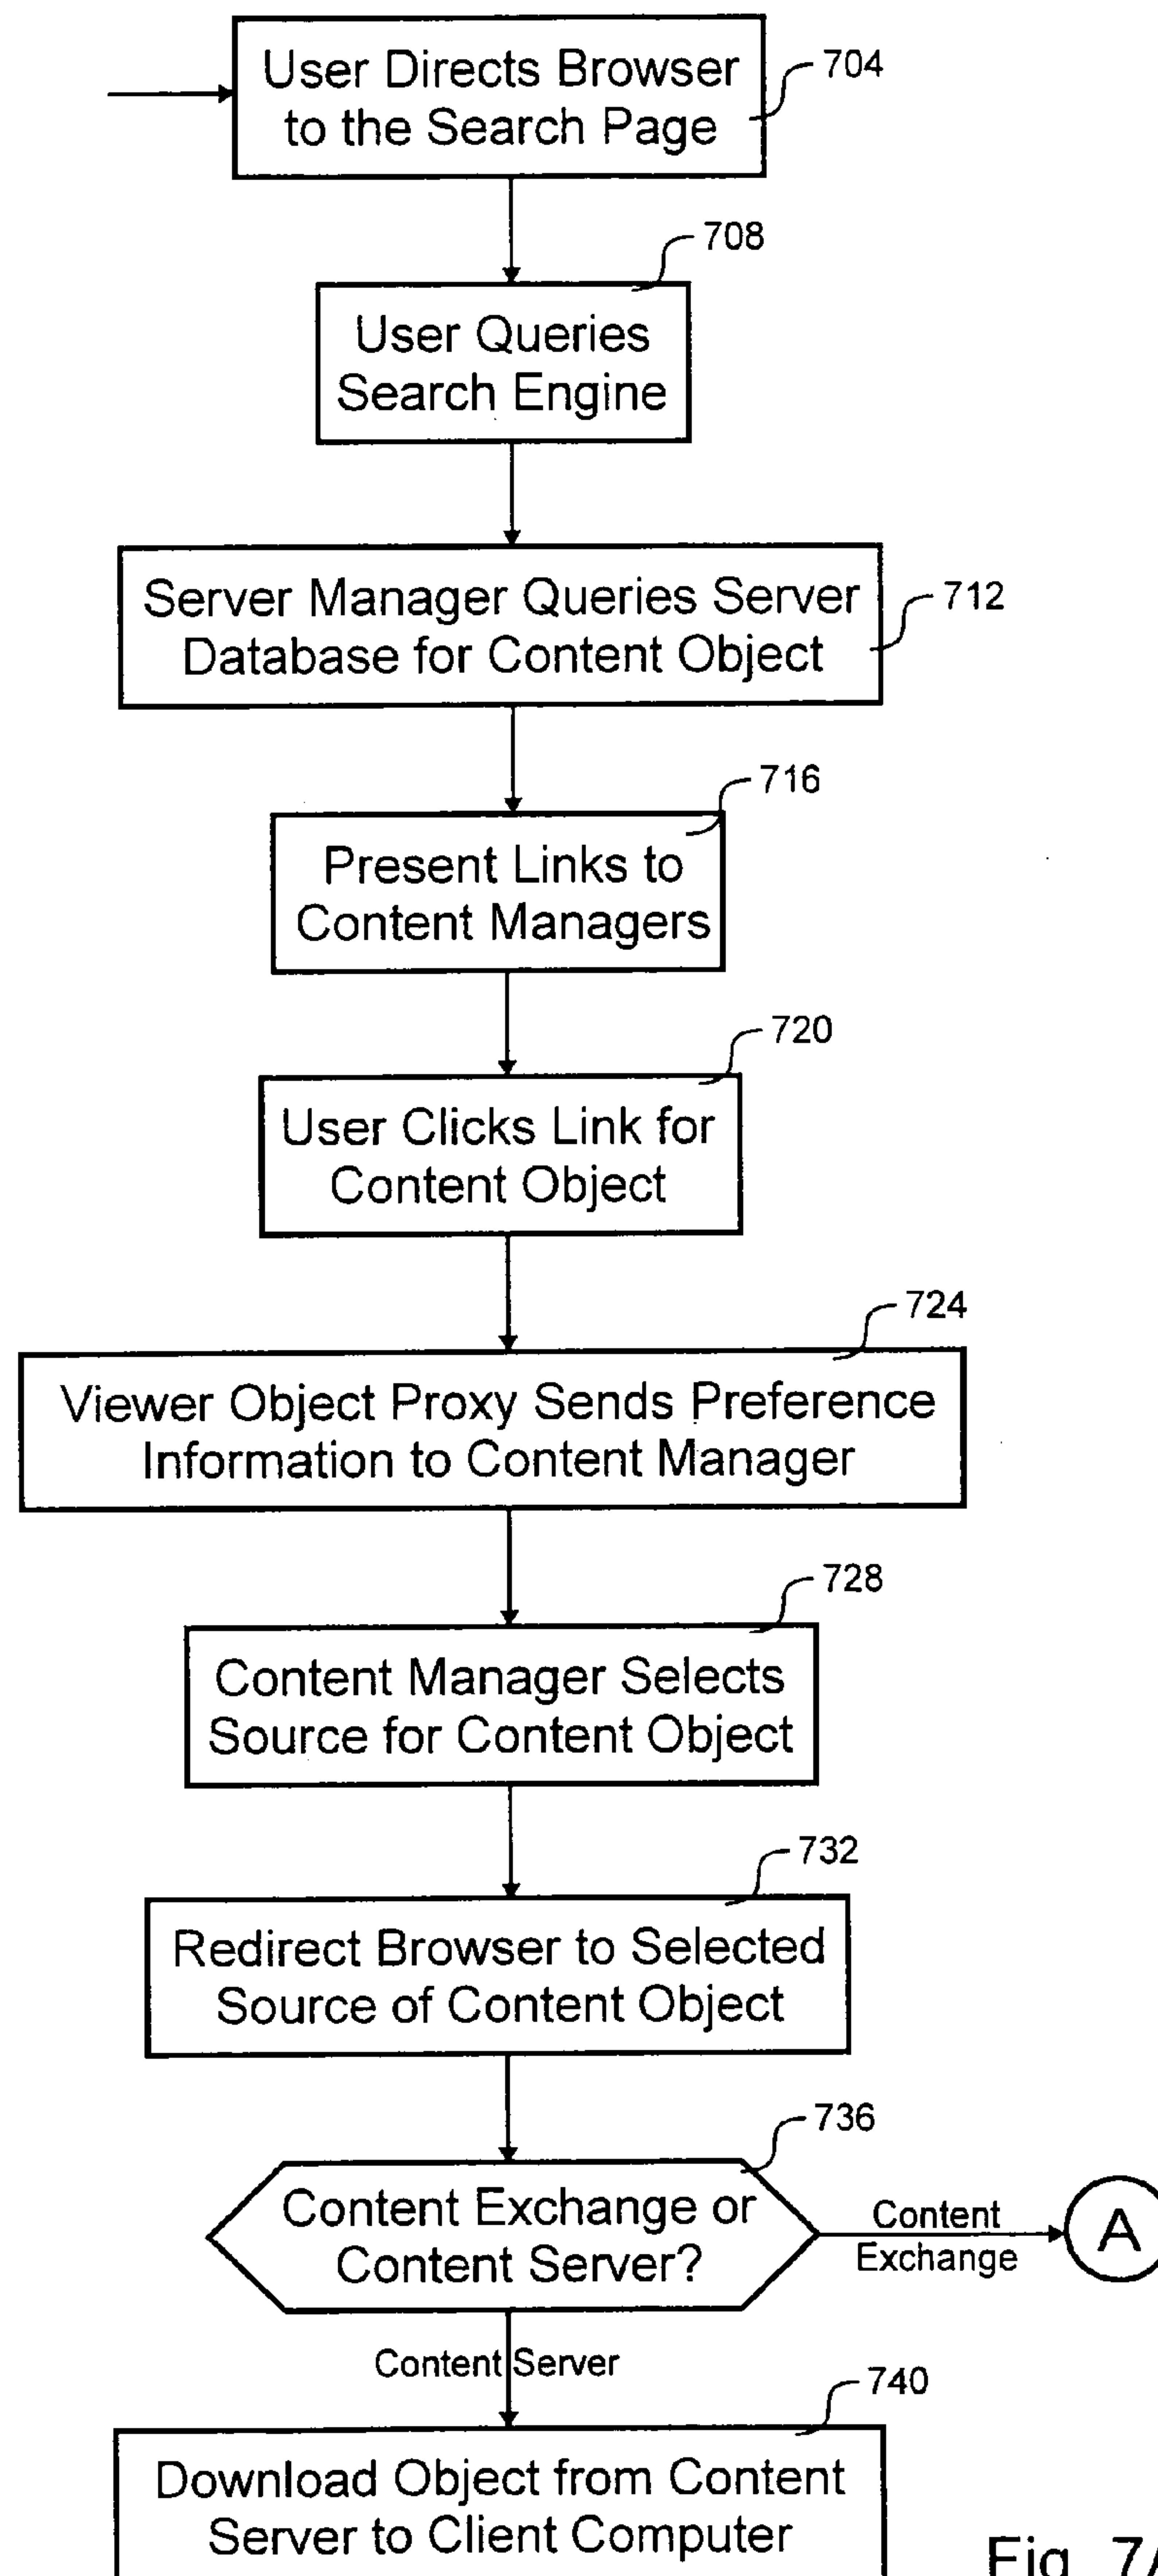 User Directs Browser
to the Search Page
704
708
User Queries
Search Engine
Server Manager Queries Server
Database for Content Object
712
716
Present Links to
Content Managers
720
User Clicks Link for
Content Object
724
Viewer Object Proxy Sends Preference
Information to Content Manager
728
Content Manager Selects
Source for Content Object
732
Redirect Browser to Selected
Source of Content Object
736
Content Exchange or
Content Server?
Content
Exchange
A
Content Server
740
Download Object from Content
Server to Client Computer
Fig. 7A